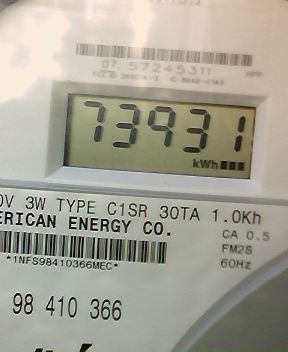 07 57245311
73931
kWh
0V 3W TYPE C1SR 30TA 1.0Kh
ERICAN ENERGY CO.
CA 0.5
FM2S
*1NFS98410366MEC*
60Hz
98 410 366